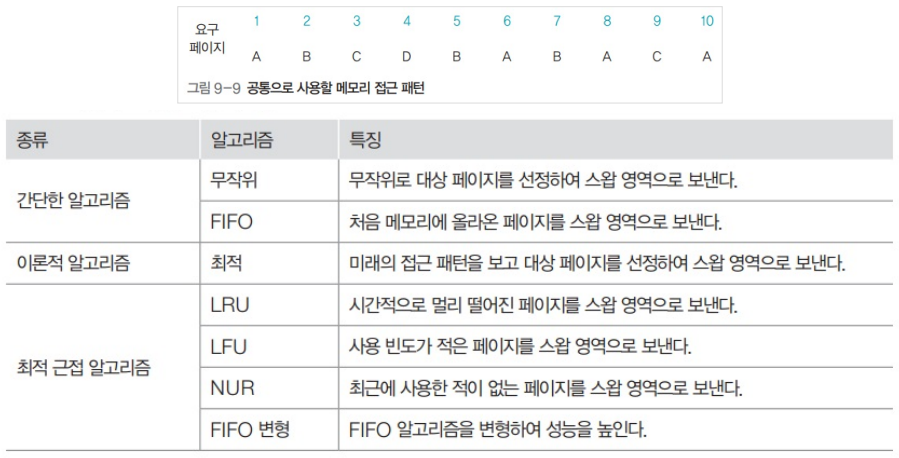 요구 페이지 1 2 3 4 5 6 7 8 9 10
A B C D B A B A C A
그림 9-9 공통으로 사용할 메모리 접근 패턴
종류 알고리즘 특징
간단한 알고리즘 무작위 무작위로 대상 페이지를 선정하여 스왑 영역으로 보낸다.
FIFO 처음 메모리에 올라온 페이지를 스왑 영역으로 보낸다.
이론적 알고리즘 최적 미래의 접근 패턴을 보고 대상 페이지를 선정하여 스왑 영역으로 보낸다.
최적 근접 알고리즘 LRU 시간적으로 멀리 떨어진 페이지를 스왑 영역으로 보낸다.
LFU 사용 빈도가 적은 페이지를 스왑 영역으로 보낸다.
NUR 최근에 사용한 적이 없는 페이지를 스왑 영역으로 보낸다.
FIFO 변형 FIFO 알고리즘을 변형하여 성능을 높인다.